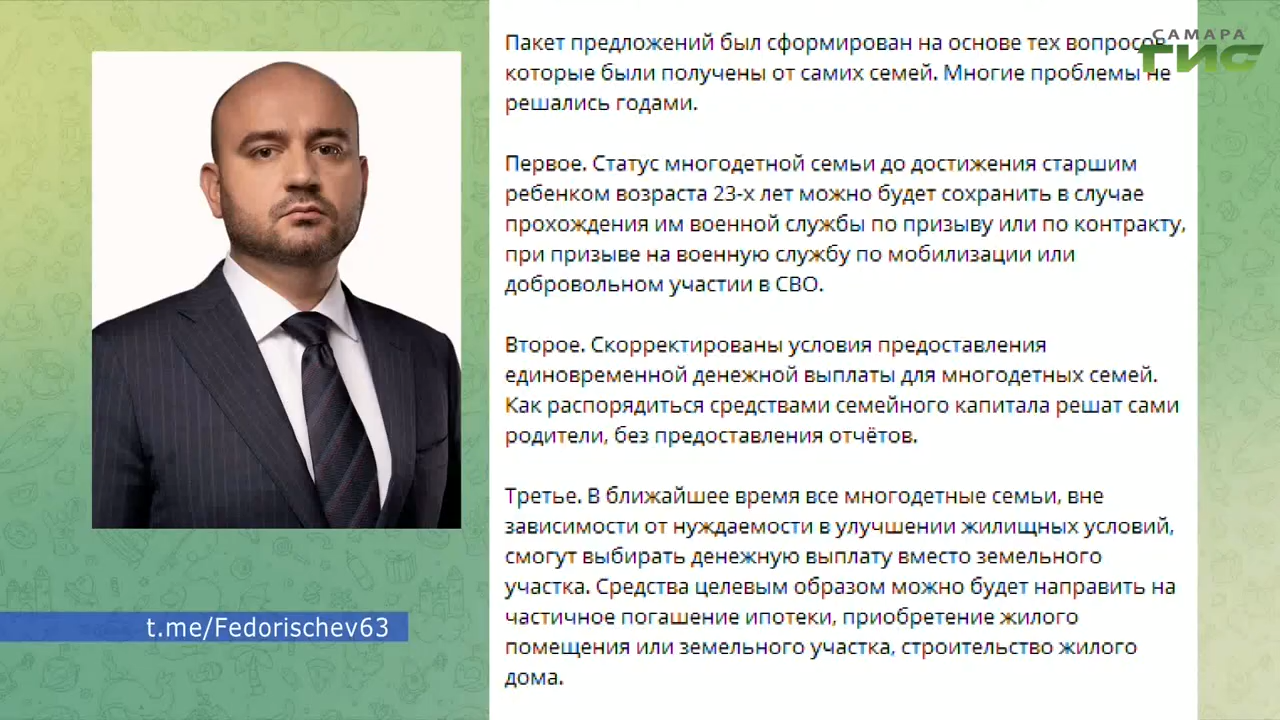 Пакет предложений был сформирован на основе тех вопросов,
которые были получены от самих семей. Многие проблемы не
решались годами.
Первое. Статус многодетной семьи до достижения старшим
ребенком возраста 23-х лет можно будет сохранить в случае
прохождения им военной службы по призыву или по контракту,
при призыве на военную службу по мобилизации или
добровольном участии в СВО.
Второе. Скорректированы условия предоставления
единовременной денежной выплаты для многодетных семей.
Как распорядиться средствами семейного капитала решат сами
родители, без предоставления отчётов.
Третье. В ближайшее время все многодетные семьи, вне
зависимости от нуждаемости в улучшении жилищных условий,
смогут выбирать денежную выплату вместо земельного
участка. Средства целевым образом можно будет направить на
частичное погашение ипотеки, приобретение жилого
помещения или земельного участка, строительство жилого
дома.
t.me/Fedorischev63
САМАРА
ГИС